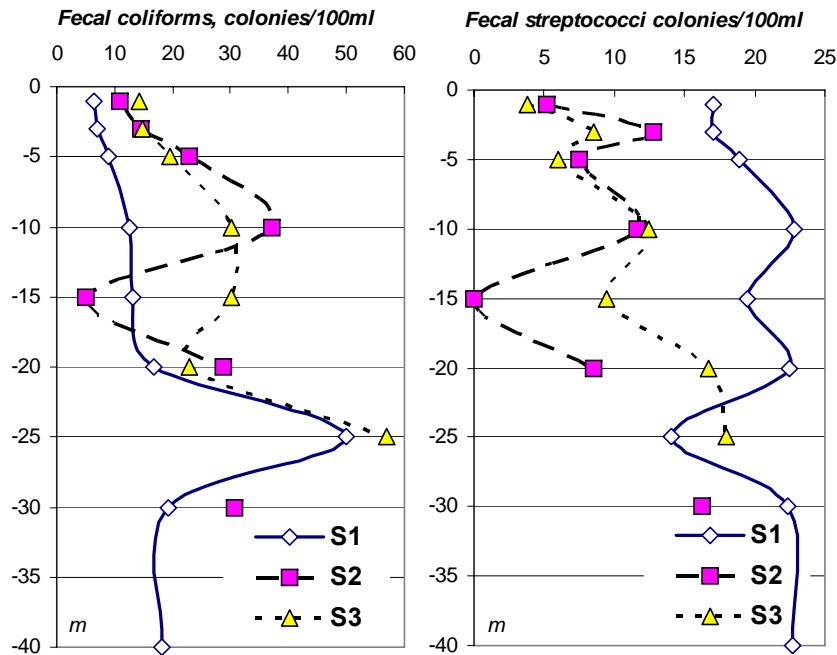 Fecal coliforms, colonies/100ml
0 10 20 30 40 50 60
0
-5
-10
-15
-20
-25
-30
-35
-40
S1
S2
S3
m
Fecal streptococci colonies/100ml
0 5 10 15 20 25
0
-5
-10
-15
-20
-25
-30
-35
-40
S1
S2
S3
m